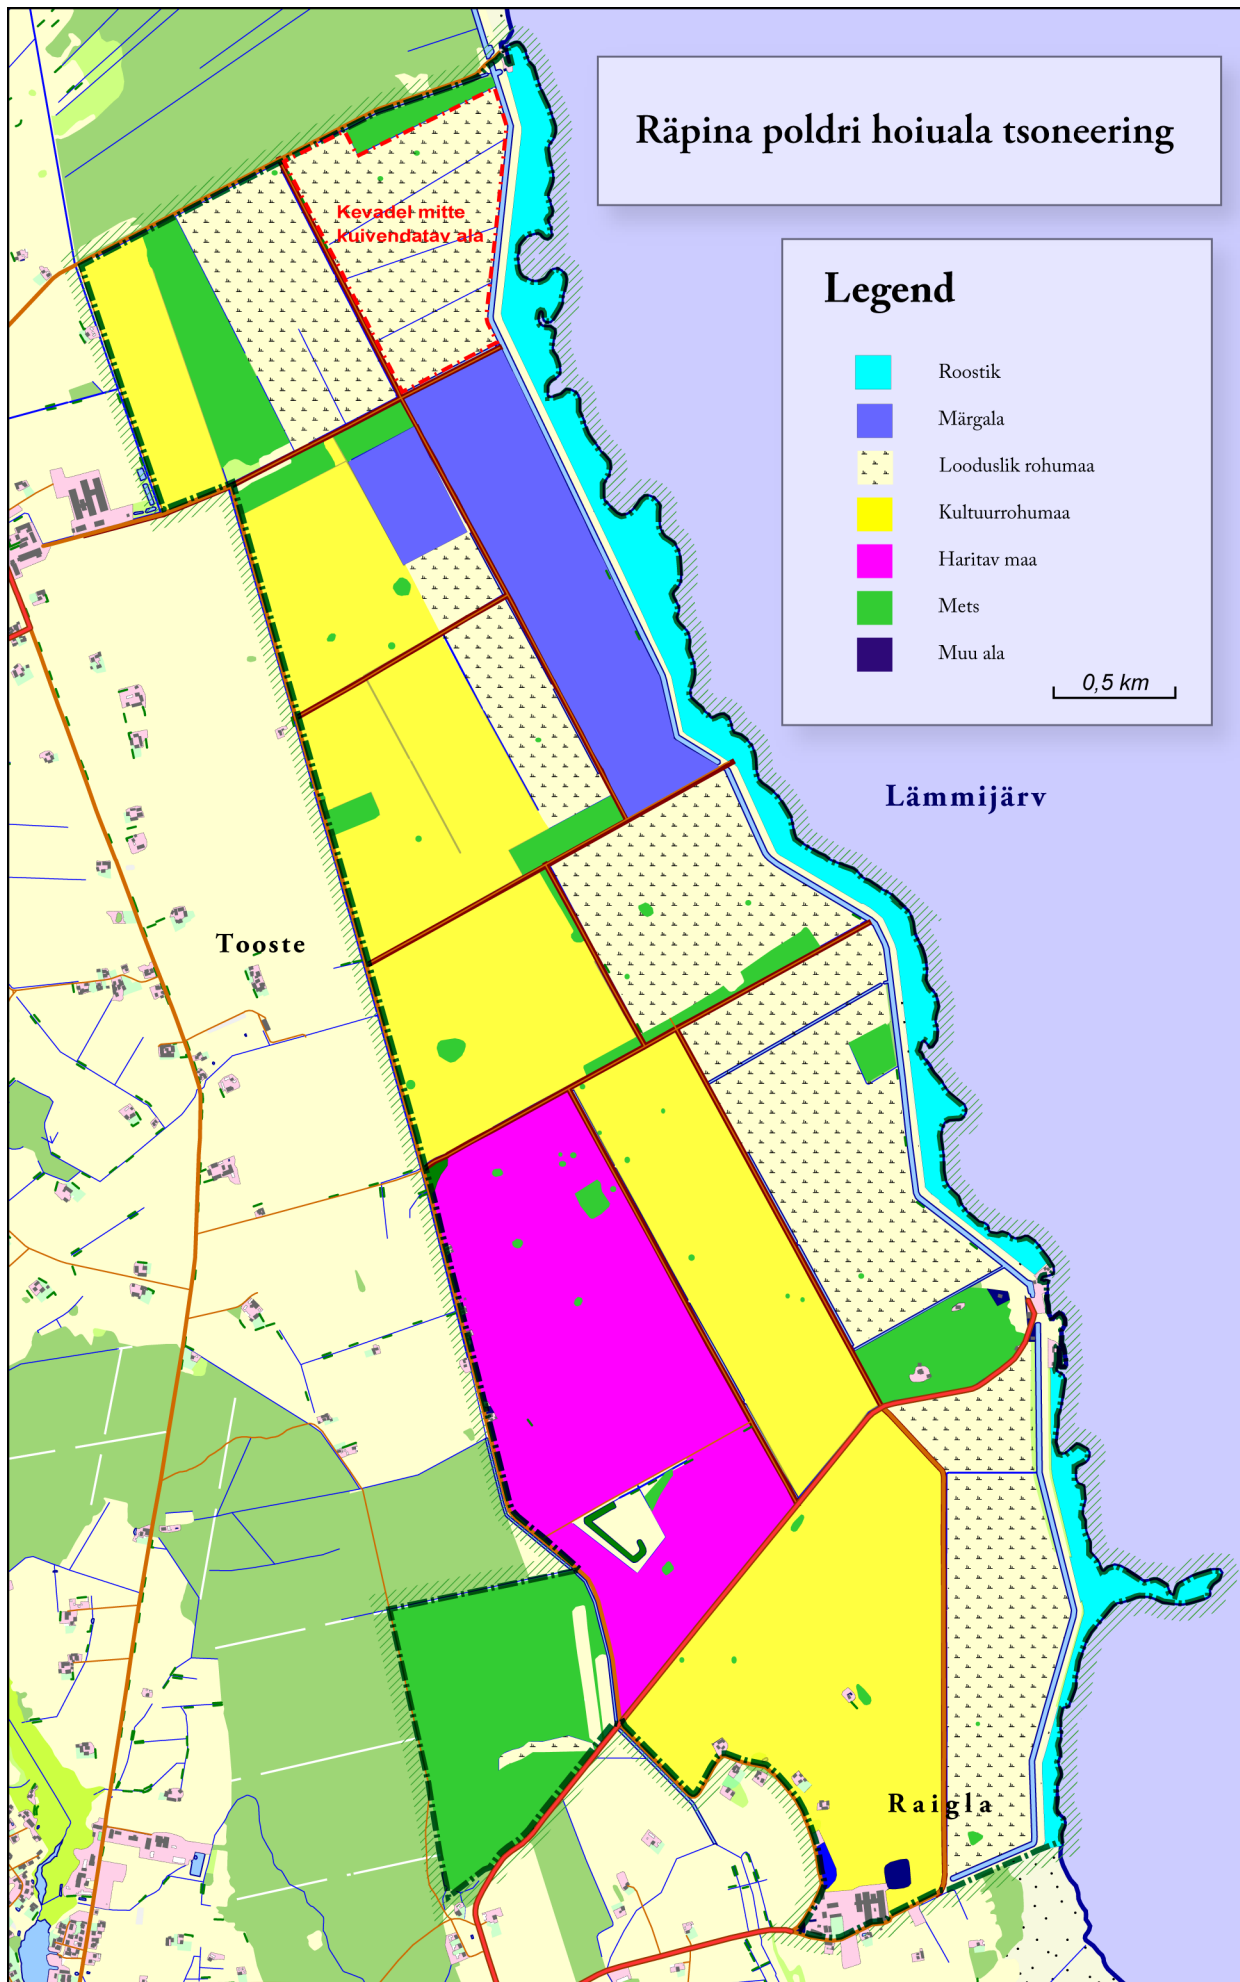 Räpina poldri hoiuala tsoneering
Kevadel mitte
kuivendatav ala
Legend
Roostik
Märgala
Looduslik rohumaa
Kultuurrohumaa
Haritav maa
Mets
Muu ala
0,5 km
Lämmijärv
Tooste
Raigla